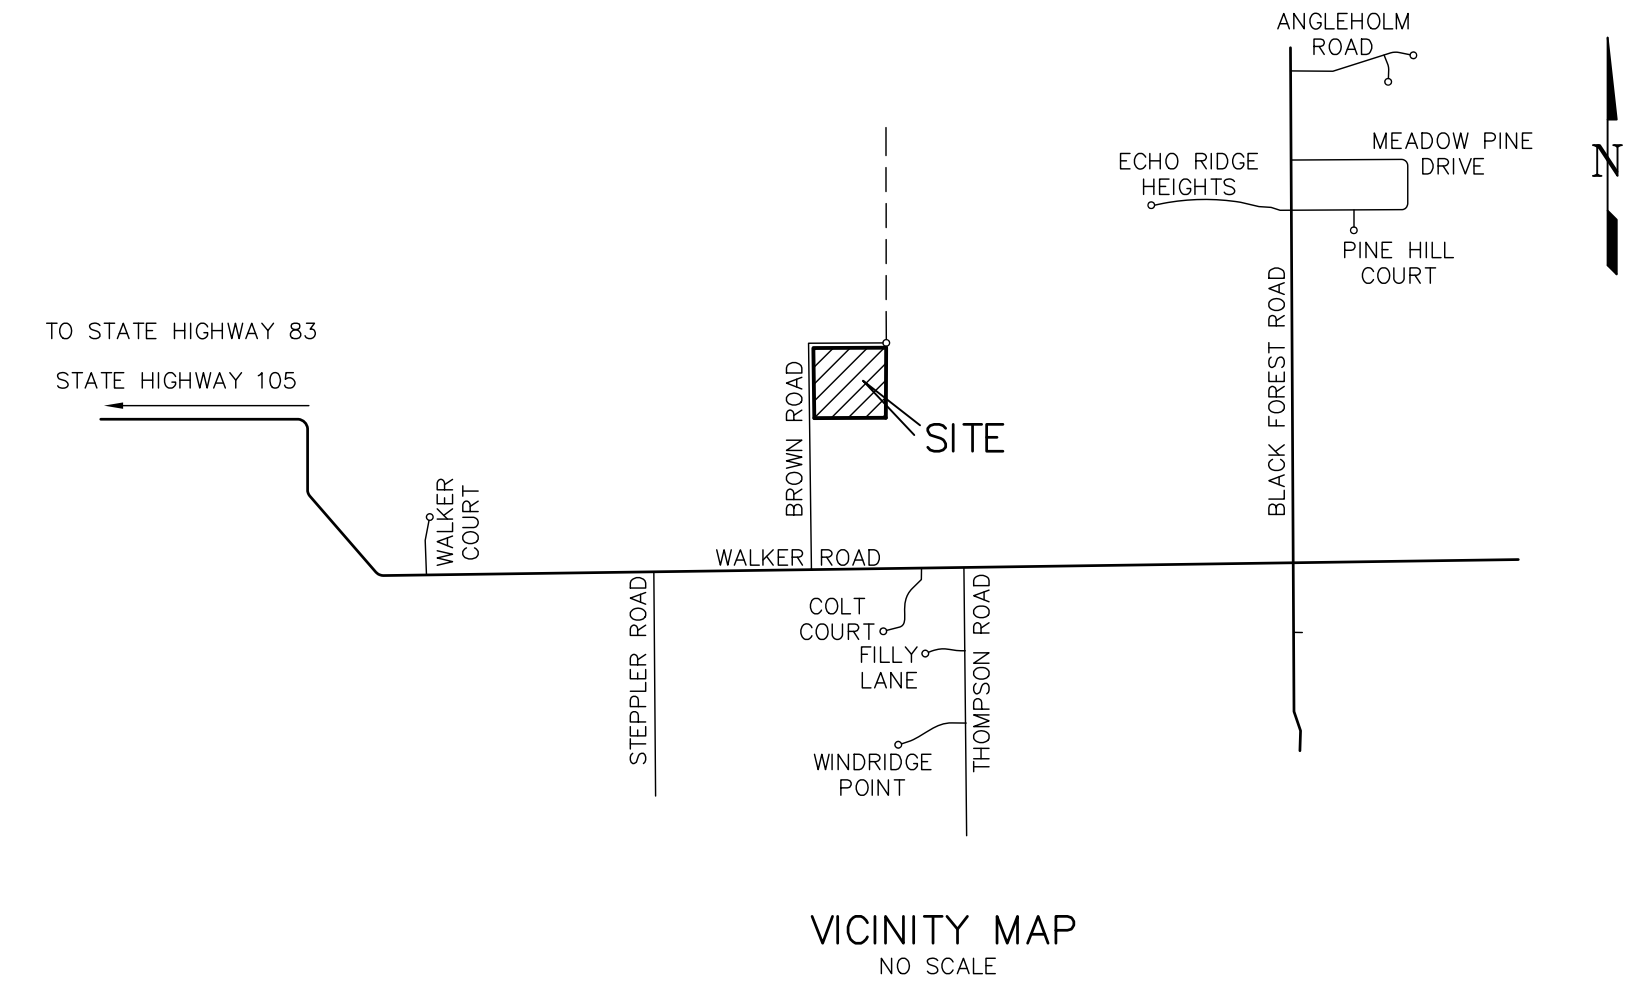 ANGLEHOLM
ROAD
MEADOW PINE
DRIVE
ECHO RIDGE
HEIGHTS
N
PINE HILL
COURT
BLACK FOREST ROAD
TO STATE HIGHWAY 83
STATE HIGHWAY 105
BROWN ROAD
SITE
WALKER
COURT
WALKER ROAD
STEPPLER ROAD
COLT
COURT
FILLY
LANE
THOMPSON ROAD
WINDRIDGE
POINT
VICINITY MAP
NO SCALE